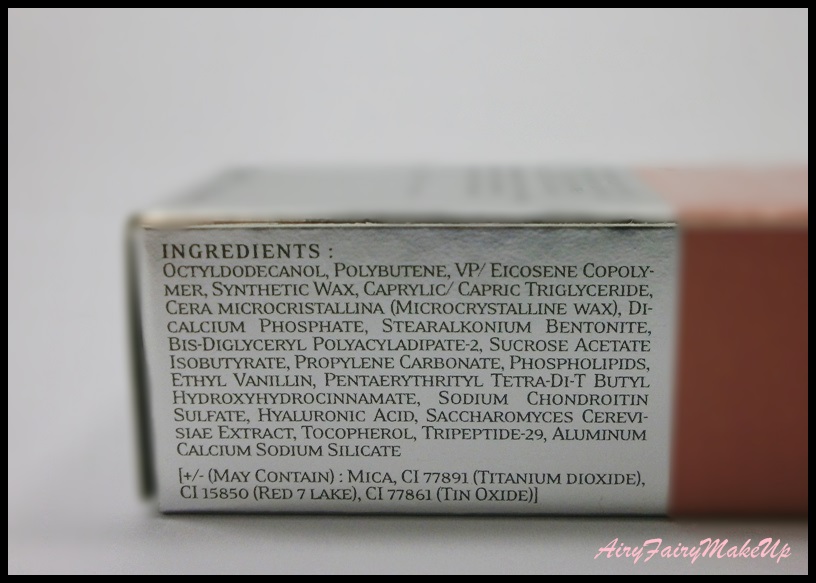 INGREDIENTS :
OCTYLDODECANOL, POLYBUTENE, VP/ EICOSENE COPOLY-
MER, SYNTHETIC WAX, CAPRYLIC/ CAPRIC TRIGLYCERIDE,
CERA MICROCRISTALLINA (MICROCRYSTALLINE WAX), DI-
CALCIUM PHOSPHATE, STEARALKONIUM BENTONITE,
BIS-DIGLYCERYL POLYACYLADIPATE-2, SUCROSE ACETATE
ISOBUTYRATE, PROPYLENE CARBONATE, PHOSPHOLIPIDS,
ETHYL VANILLIN, PENTAERYTHRITYL TETRA-DI-T BUTYL
HYDROXYHYDROCINNAMATE, SODIUM CHONDROITIN
SULFATE, HYALURONIC ACID, SACCHAROMYCES CEREVI-
SIAE EXTRACT, TOCOPHEROL, TRIPEPTIDE-29, ALUMINUM
CALCIUM SODIUM SILICATE
[+/- (MAY CONTAIN) : MICA, CI 77891 (TITANIUM DIOXIDE),
CI 15850 (RED 7 LAKE), CI 77861 (TIN OXIDE)]
AiryFairyMakeUp